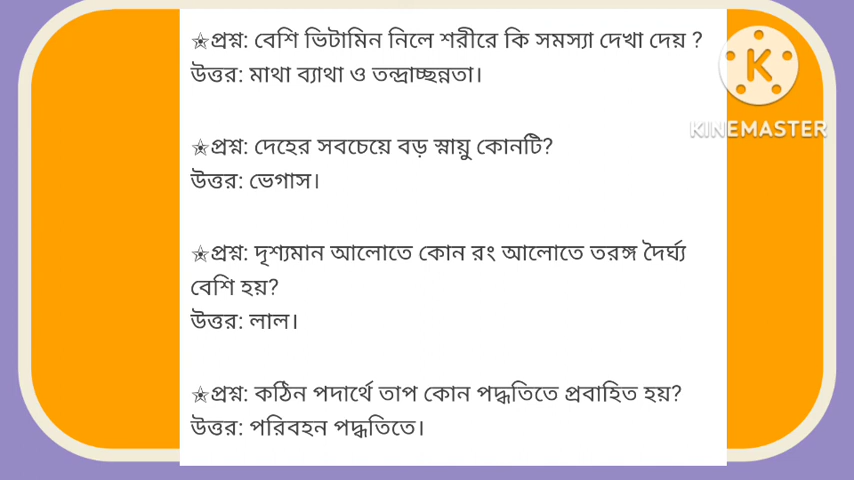 ★প্রশ্ন: বেশি ভিটামিন নিলে শরীরে কি সমস্যা দেখা দেয় ?
উত্তর: মাথা ব্যাথা ও তন্দ্রাচ্ছন্নতা।
★প্রশ্ন: দেহের সবচেয়ে বড় স্নায়ু কোনটি?
উত্তর: ভেগাস।
★প্রশ্ন: দৃশ্যমান আলোতে কোন রং আলোতে তরঙ্গ দৈর্ঘ্য
বেশি হয়?
উত্তর: লাল।
★প্রশ্ন: কঠিন পদার্থে তাপ কোন পদ্ধতিতে প্রবাহিত হয়?
উত্তর: পরিবহন পদ্ধতিতে।
K
KINEMASTER